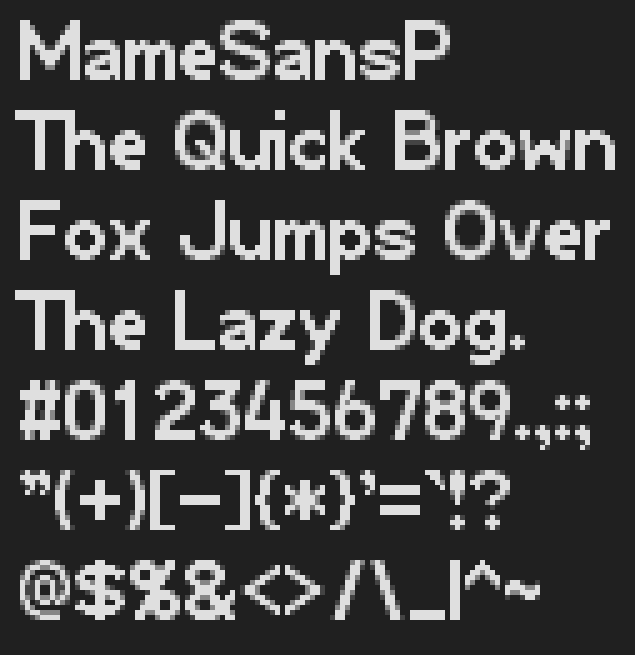 MameSansP
The Quick Brown
Fox Jumps Over
The Lazy Dog.
#0123456789.,:;
"(+)[-]{*}'=`!?
@$%&<>/\_|^~